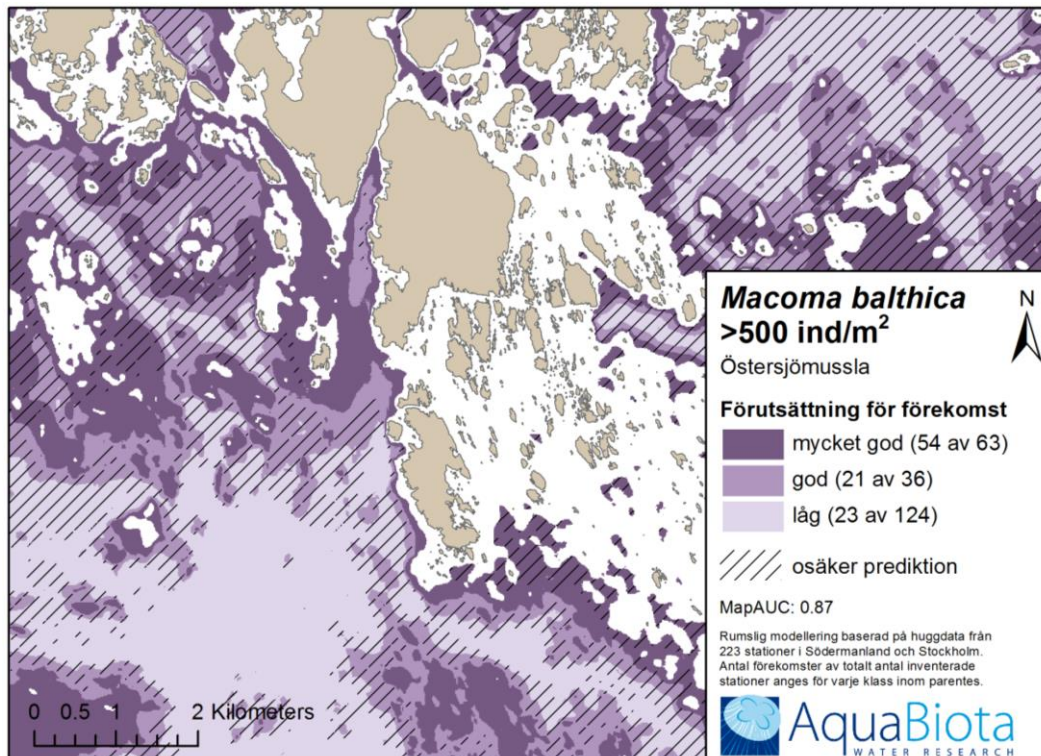 Macoma balthica
>500 ind/m²
N
Östersjömussla
Förutsättning för förekomst
mycket god (54 av 63)
god (21 av 36)
låg (23 av 124)
osäker prediktion
MapAUC: 0.87
Rumslig modellering baserad på huggdata från
223 stationer i Södermanland och Stockholm.
Antal förekomster av totalt antal inventerade
stationer anges för varje klass inom parentes.
AquaBiota
WATER RESEARCH
0 0.5 1 2 Kilometers